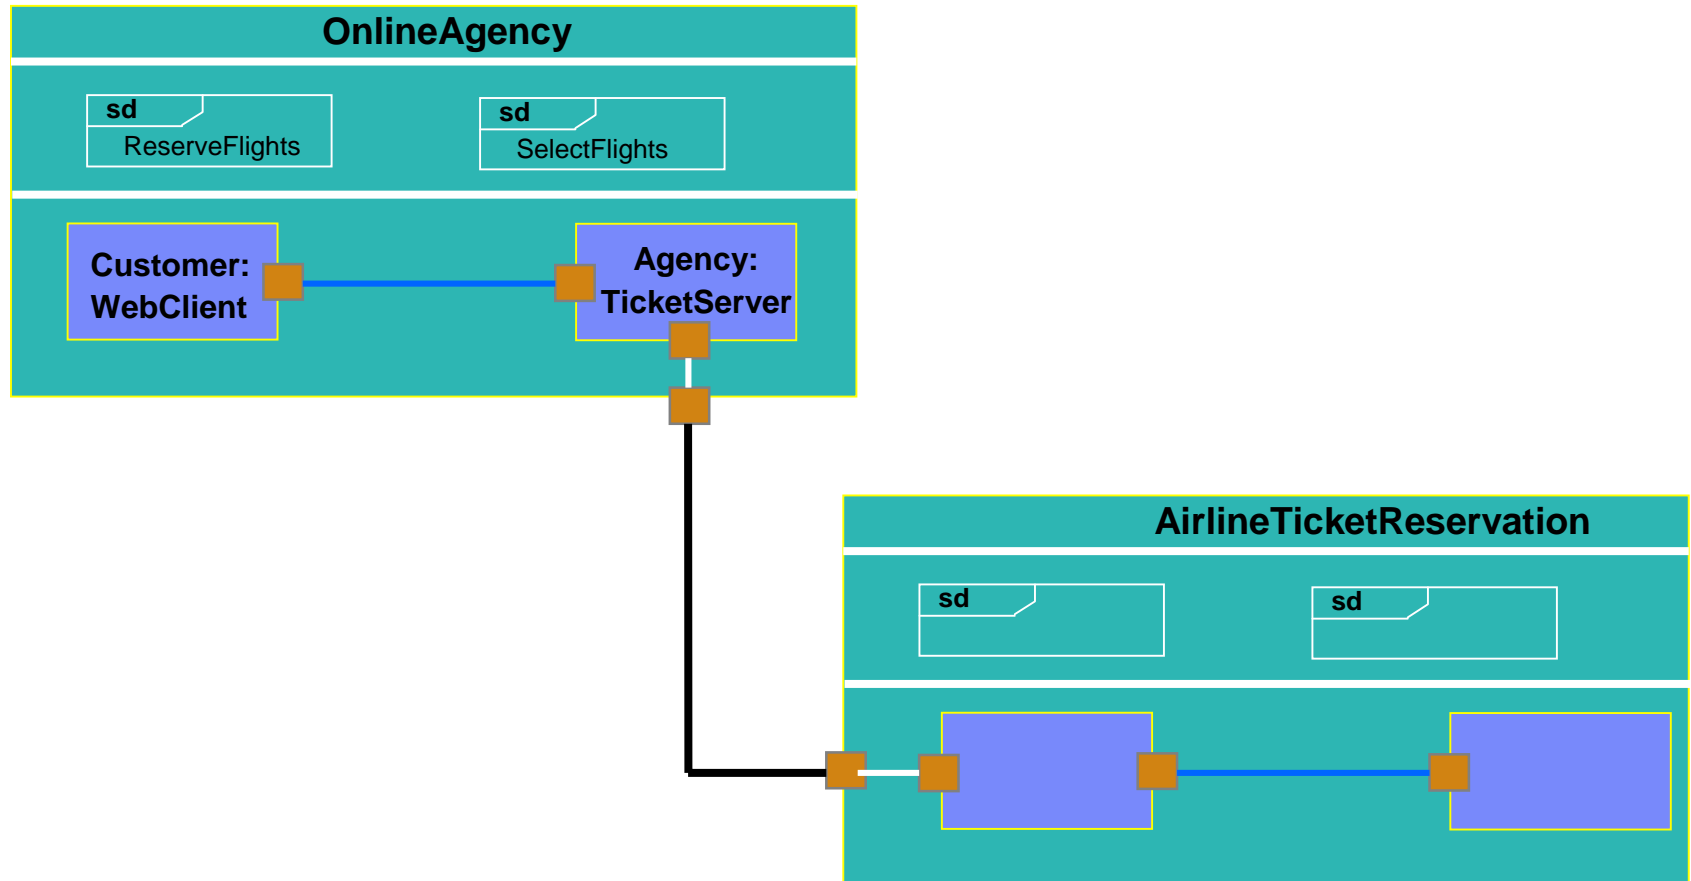 OnlineAgency
sd
ReserveFlights
sd
SelectFlights
Customer:
WebClient
Agency:
TicketServer
AirlineTicketReservation
sd
sd